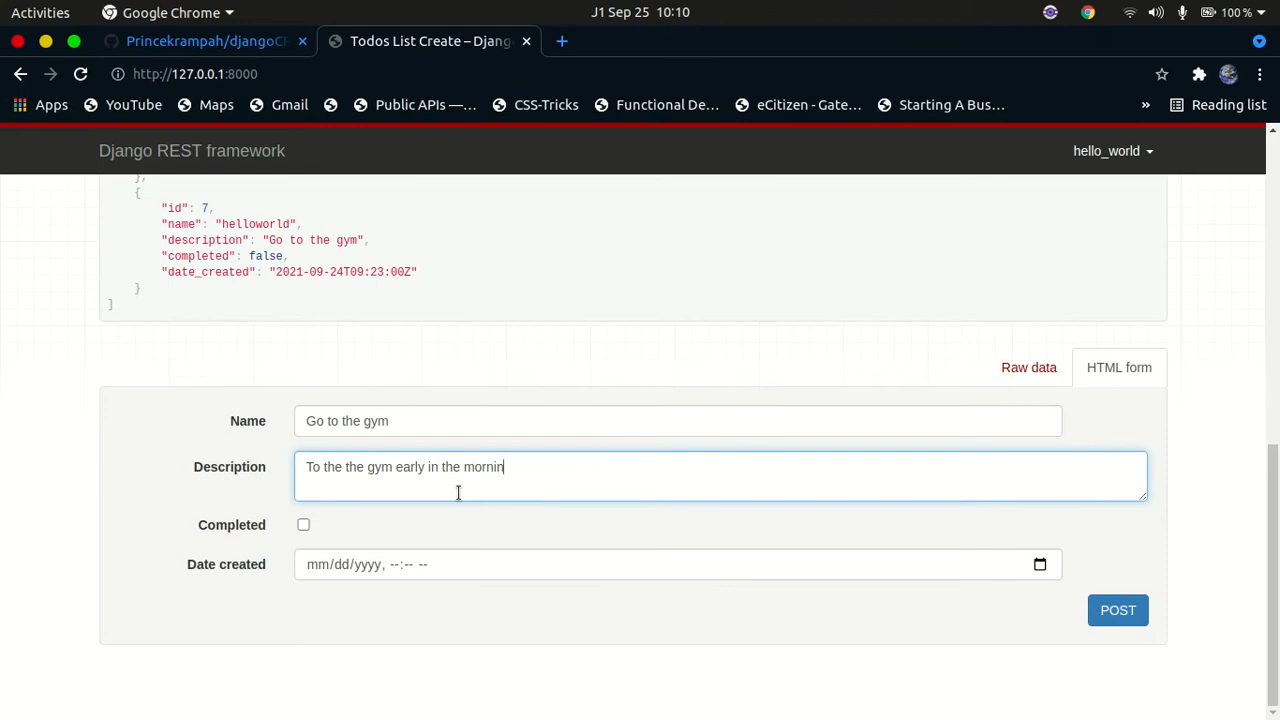 Activities Google Chrome J1 Sep 25 10:10 100 %
Princekrampah/djangoCR Todos List Create – Djang
http://127.0.0.1:8000
Apps YouTube Maps Gmail Public APIs —… CSS-Tricks Functional De… eCitizen - Gate… Starting A Bus… » Reading list
Django REST framework hello_world
},
{
"id": 7,
"name": "helloworld",
"description": "Go to the gym",
"completed": false,
"date_created": "2021-09-24T09:23:00Z"
}
]
Raw data HTML form
Name Go to the gym
Description To the the gym early in the mornin
Completed
Date created mm/dd/yyyy, --:-- --
POST